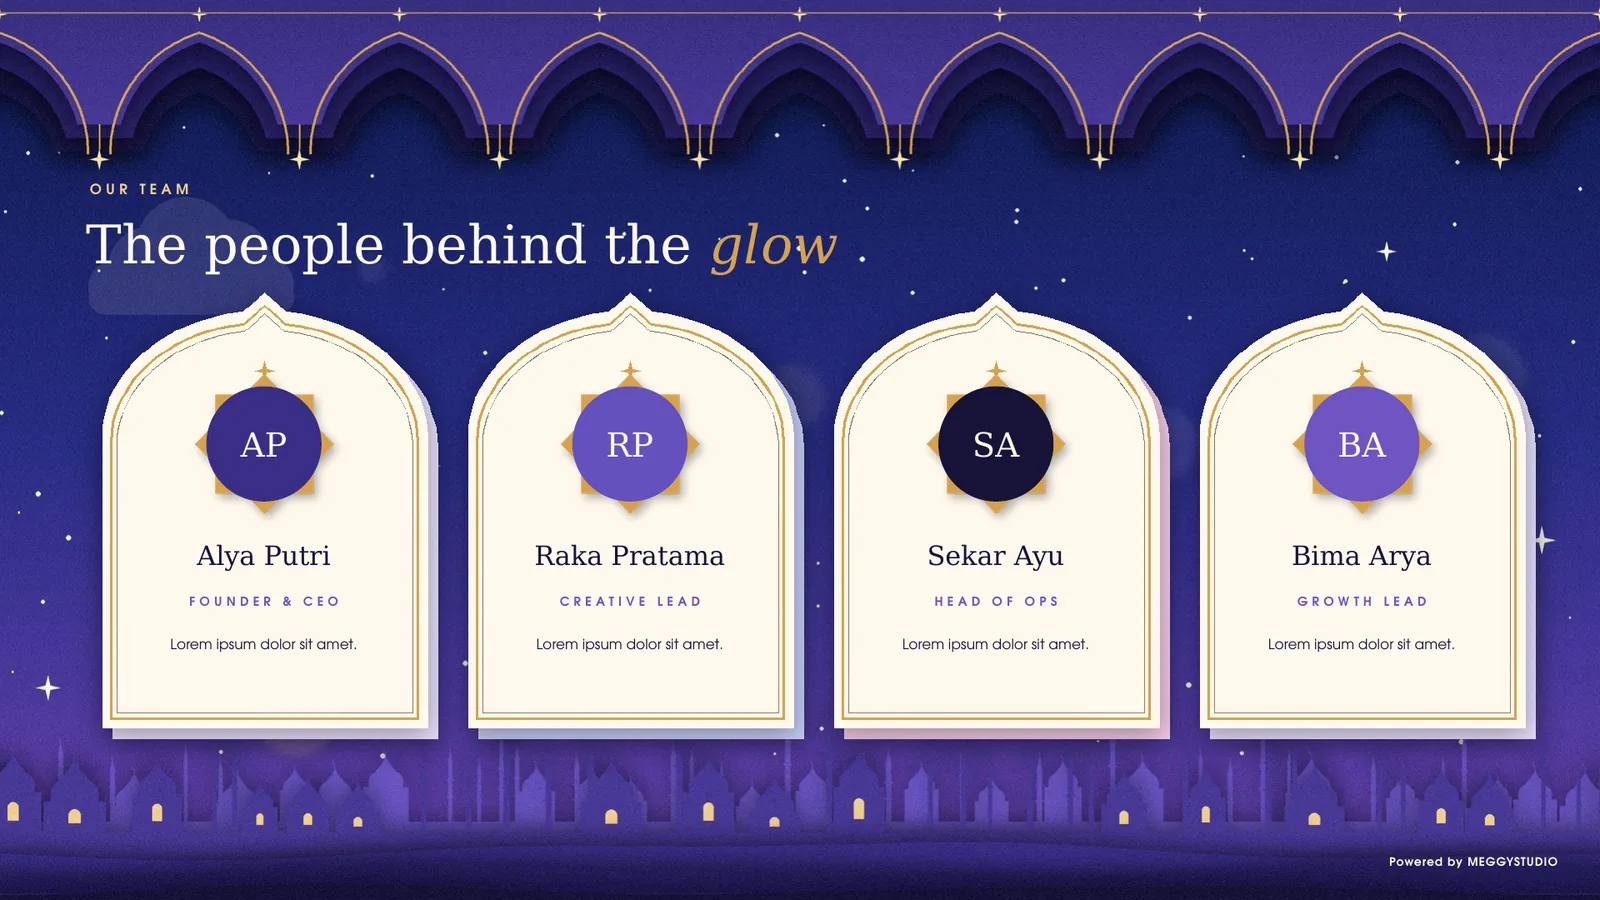 OUR TEAM
The people behind the glow
AP
Alya Putri
FOUNDER & CEO
Lorem ipsum dolor sit amet.
RP
Raka Pratama
CREATIVE LEAD
Lorem ipsum dolor sit amet.
SA
Sekar Ayu
HEAD OF OPS
Lorem ipsum dolor sit amet.
BA
Bima Arya
GROWTH LEAD
Lorem ipsum dolor sit amet.
Powered by MEGGYSTUDIO